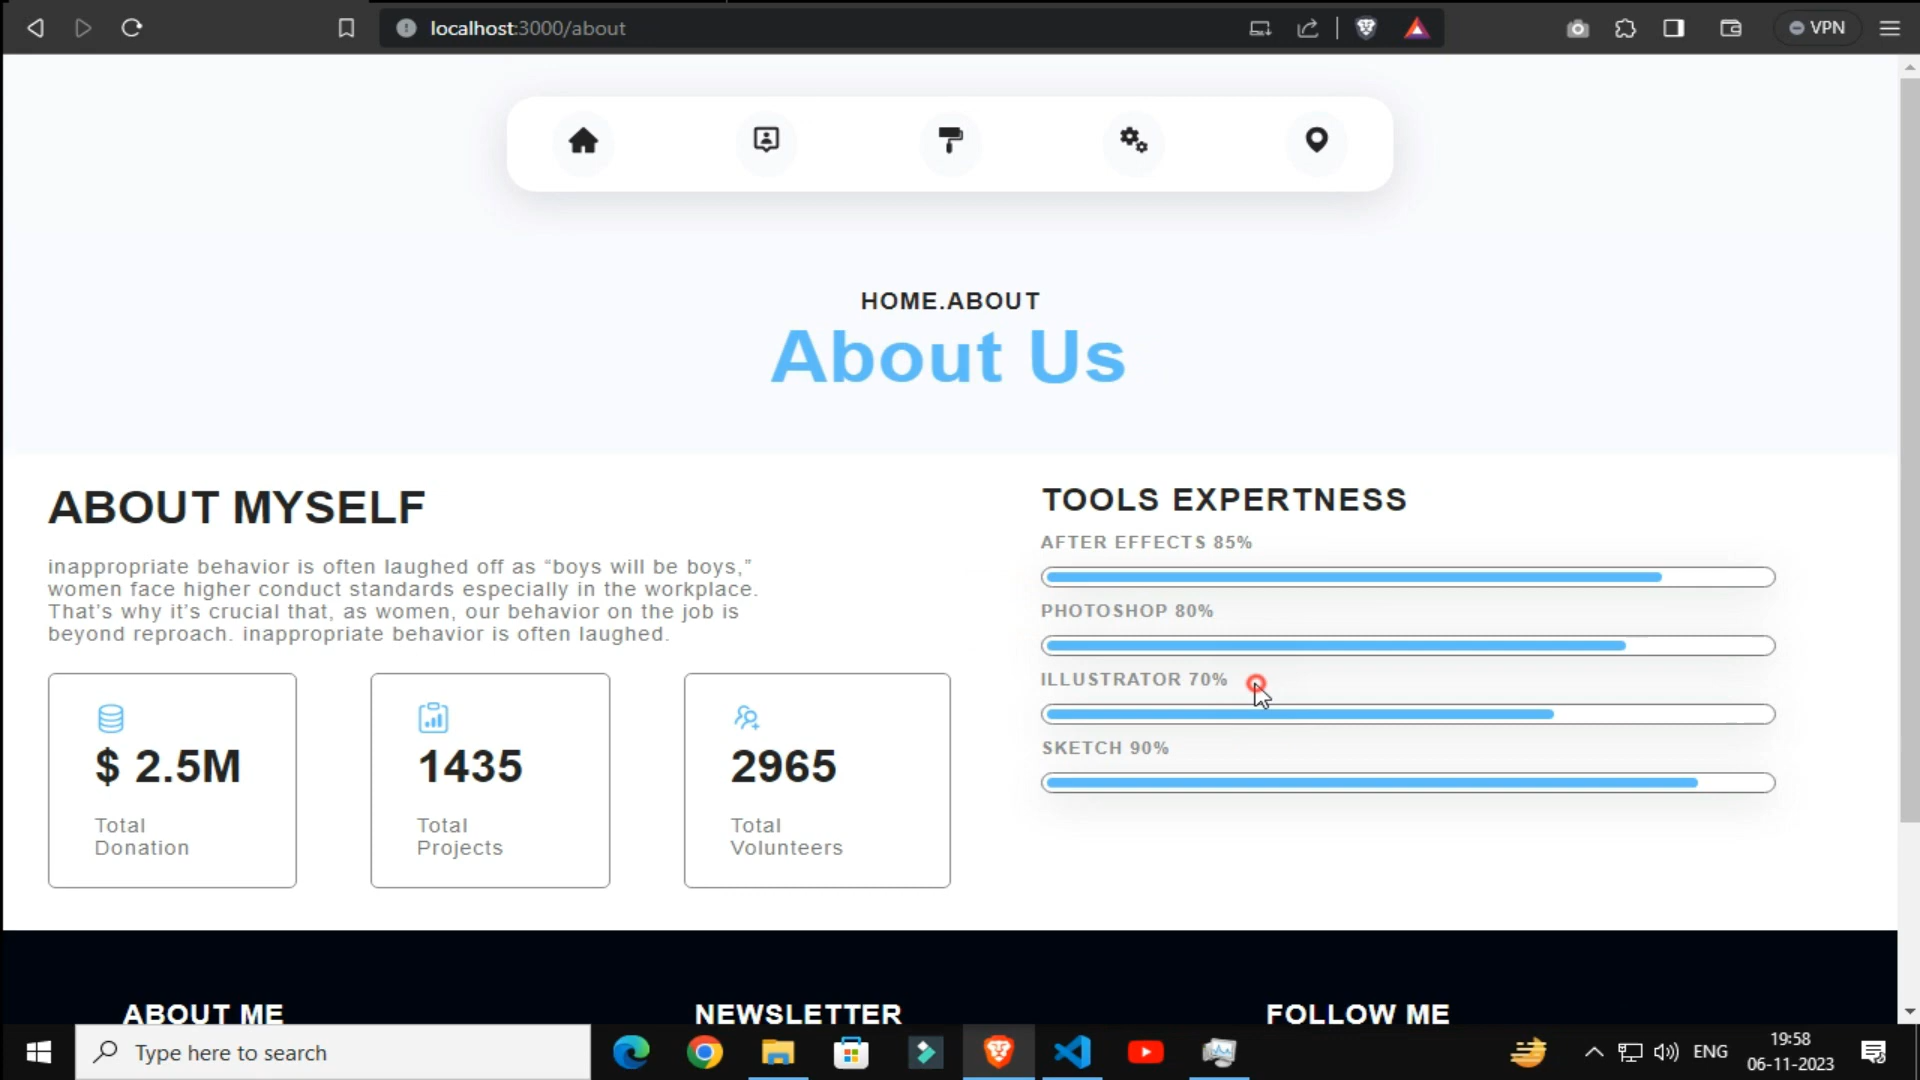 localhost:3000/about
VPN
HOME.ABOUT
About Us
ABOUT MYSELF
inappropriate behavior is often laughed off as “boys will be boys,”
women face higher conduct standards especially in the workplace.
That’s why it’s crucial that, as women, our behavior on the job is
beyond reproach. inappropriate behavior is often laughed.
$ 2.5M
Total
Donation
1435
Total
Projects
2965
Total
Volunteers
TOOLS EXPERTNESS
AFTER EFFECTS 85%
PHOTOSHOP 80%
ILLUSTRATOR 70%
SKETCH 90%
ABOUT ME
NEWSLETTER
FOLLOW ME
Type here to search
ENG
19:58
06-11-2023